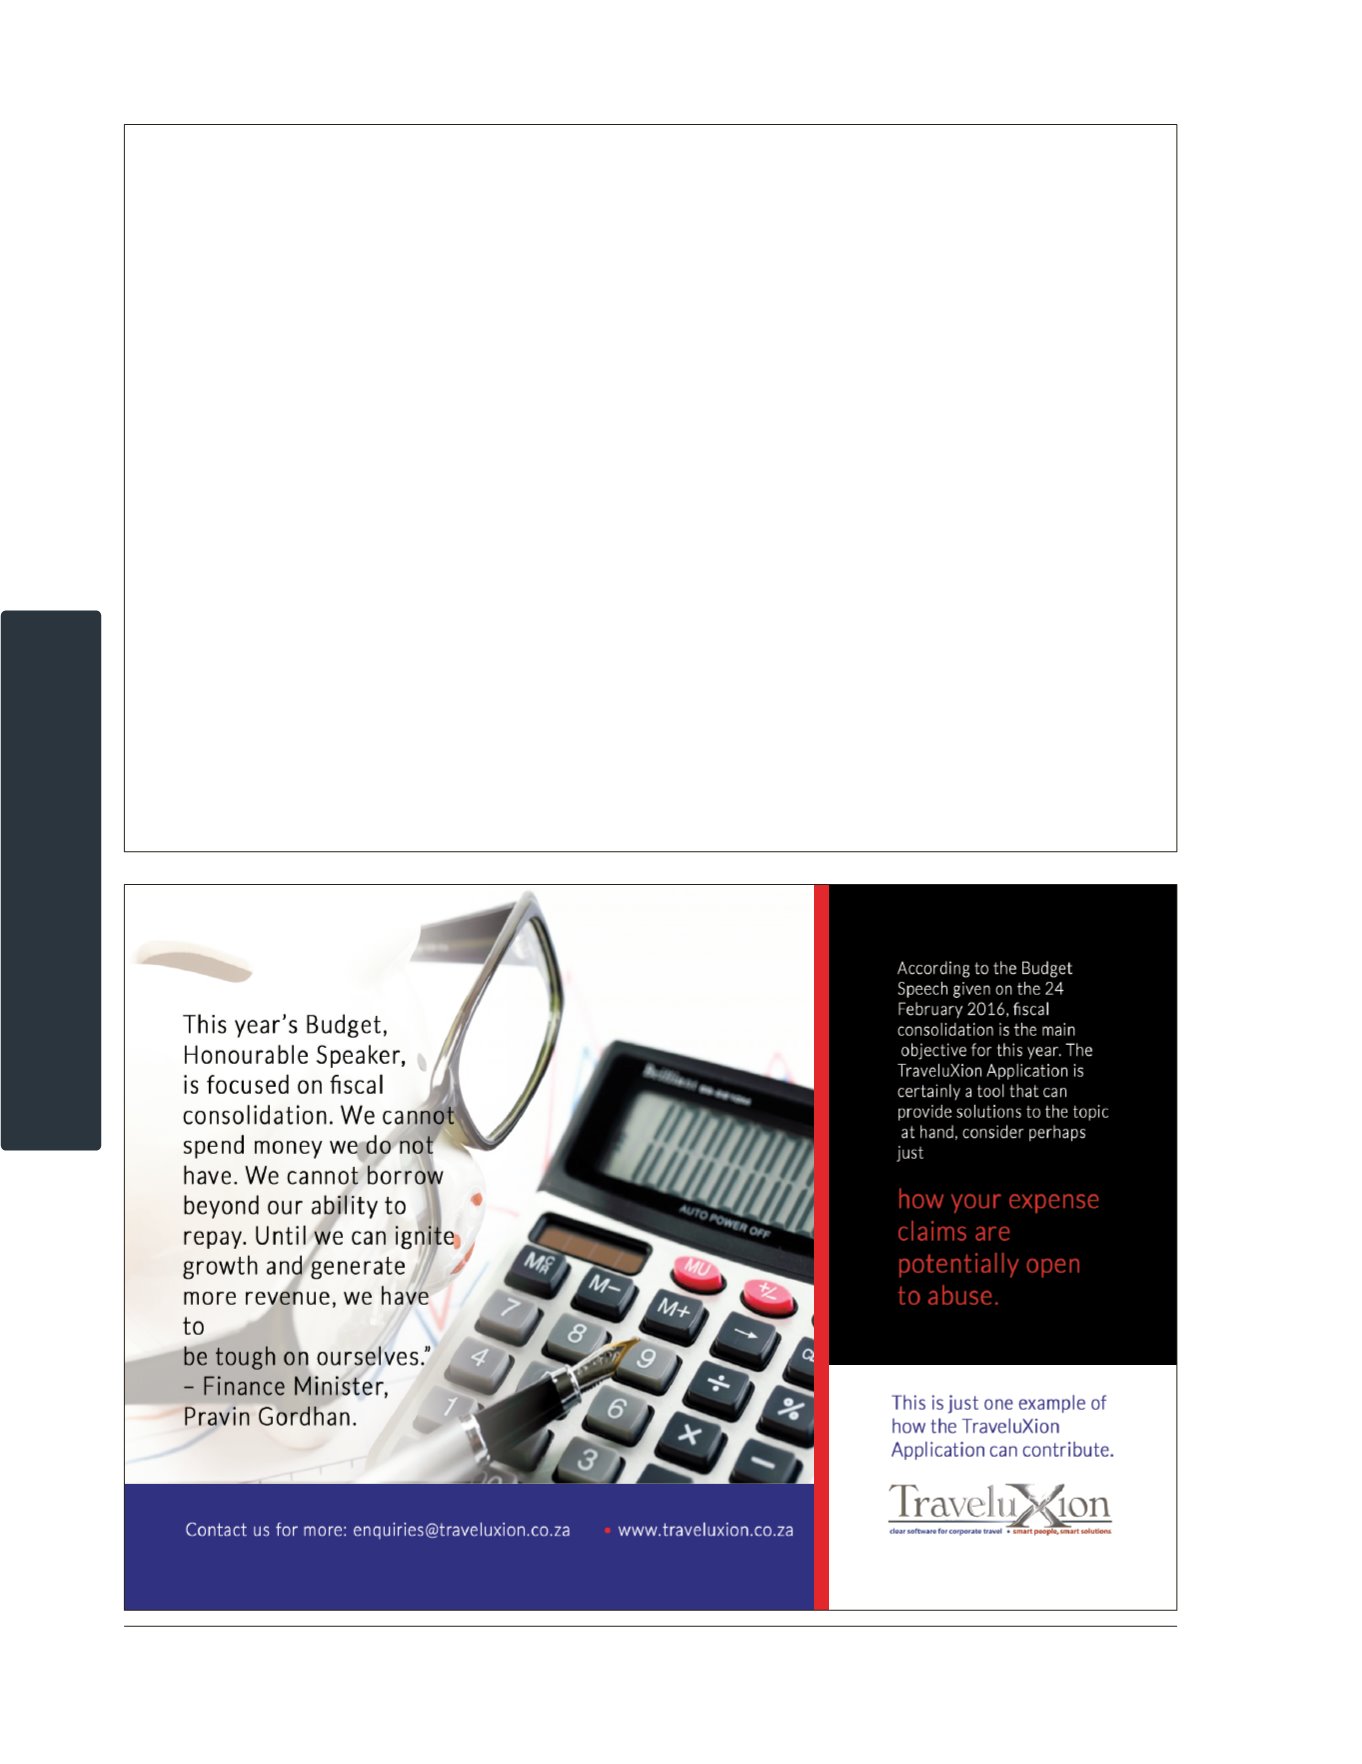 This year’s Budget,
Honourable Speaker,
is focused on fiscal
consolidation. We cannot
spend money we do not
have. We cannot borrow
beyond our ability to
repay. Until we can ignite
growth and generate
more revenue, we have
to
be tough on ourselves.”
– Finance Minister,
Pravin Gordhan.
Brilliant
AUTO POWER OFF
MU
+/-
M–
M+
→
7
8
9
÷
4
6
×
%
1
3
–
Contact us for more: enquiries@traveluxion.co.za • www.traveluxion.co.za
According to the Budget
Speech given on the 24
February 2016, fiscal
consolidation is the main
objective for this year. The
TraveluXion Application is
certainly a tool that can
provide solutions to the topic
at hand, consider perhaps
just
how your expense
claims are
potentially open
to abuse.
This is just one example of
how the TraveluXion
Application can contribute.
TraveluXion
clear software for corporate travel • smart people, smart solutions